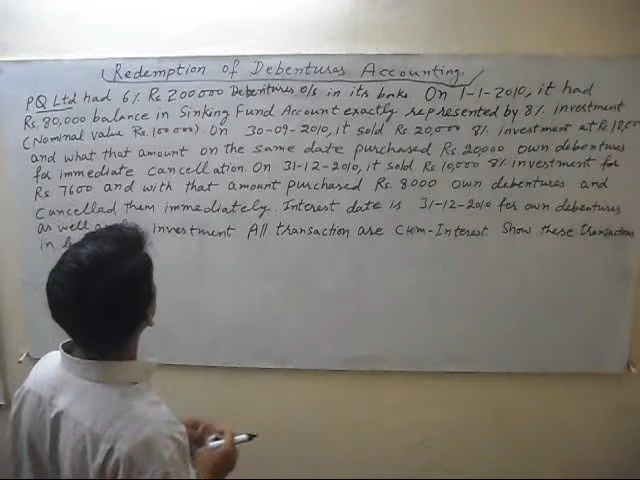 Redemption of Debentures Accounting.
PQ Ltd had 6% Rs 200000 Debentures o/s in its books. On 1-1-2010, it had
Rs. 80,000 balance in Sinking Fund Account exactly represented by 8% investment
(Nominal value Rs. 100000) On 30-09-2010, it sold Rs 20,000 8% investment at Rs
and what that amount on the same date purchased Rs 20000 own debentures
for immediate cancellation. On 31-12-2010, it sold Rs 10,000 8% investment for
Rs. 7600 and with that amount purchased Rs. 8000 own debentures and
cancelled them immediately. Interest date is 31-12-2010 for own debentures
as well investment All transaction are cum-Interest. Show these transactions
in